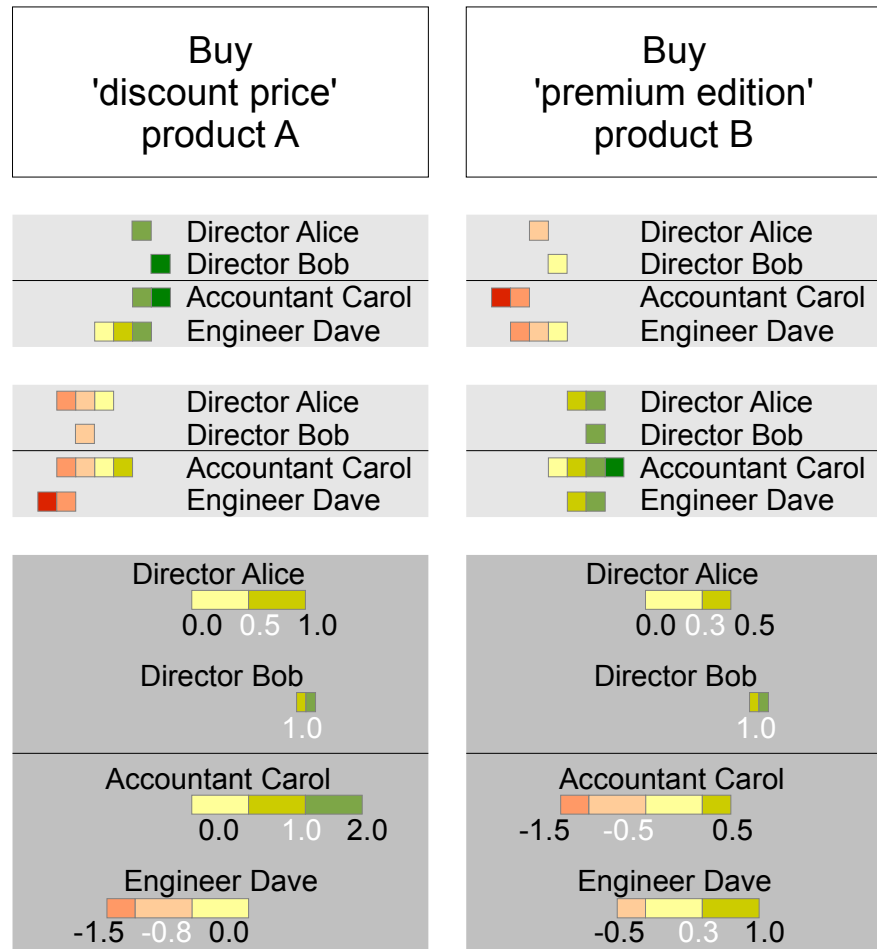 Buy
'discount price'
product A
Director Alice
Director Bob
Accountant Carol
Engineer Dave
Director Alice
Director Bob
Accountant Carol
Engineer Dave
Director Alice
0.0 0.5 1.0
Director Bob
1.0
Accountant Carol
0.0 1.0 2.0
Engineer Dave
-1.5 -0.8 0.0
Buy
'premium edition'
product B
Director Alice
Director Bob
Accountant Carol
Engineer Dave
Director Alice
Director Bob
Accountant Carol
Engineer Dave
Director Alice
0.0 0.3 0.5
Director Bob
1.0
Accountant Carol
-1.5 -0.5 0.5
Engineer Dave
-0.5 0.3 1.0